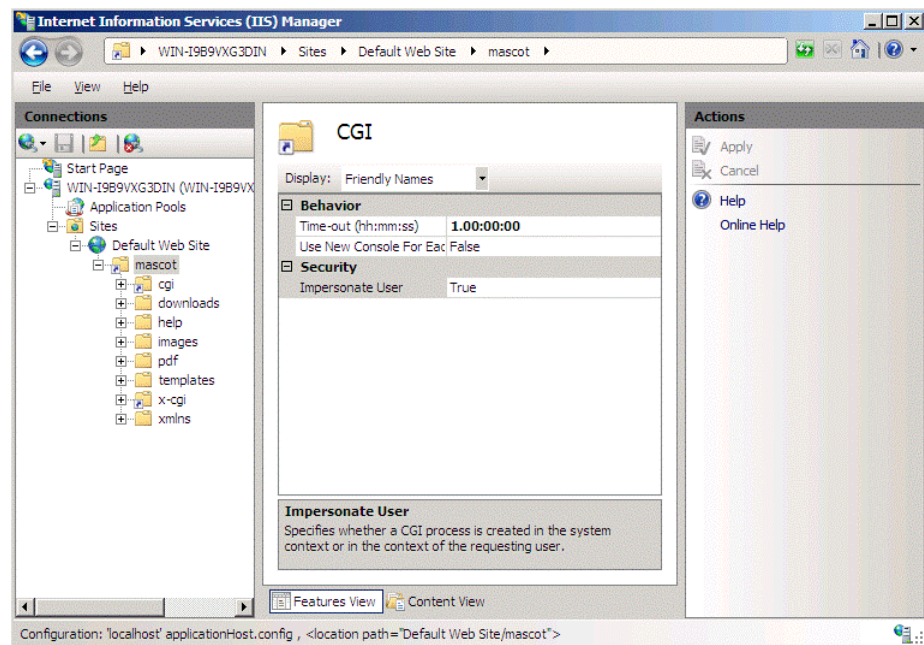 Internet Information Services (IIS) Manager
WIN-I9B9VXG3DIN Sites Default Web Site mascot
File View Help
Connections
Start Page
WIN-I9B9VXG3DIN (WIN-I9B9VX
Application Pools
Sites
Default Web Site
mascot
cgi
downloads
help
images
pdf
templates
x-cgi
xmlns
CGI
Display: Friendly Names
Behavior
Time-out (hh:mm:ss) 1.00:00:00
Use New Console For Eac False
Security
Impersonate User True
Impersonate User
Specifies whether a CGI process is created in the system
context or in the context of the requesting user.
Features View Content View
Actions
Apply
Cancel
Help
Online Help
Configuration: 'localhost' applicationHost.config , <location path="Default Web Site/mascot">